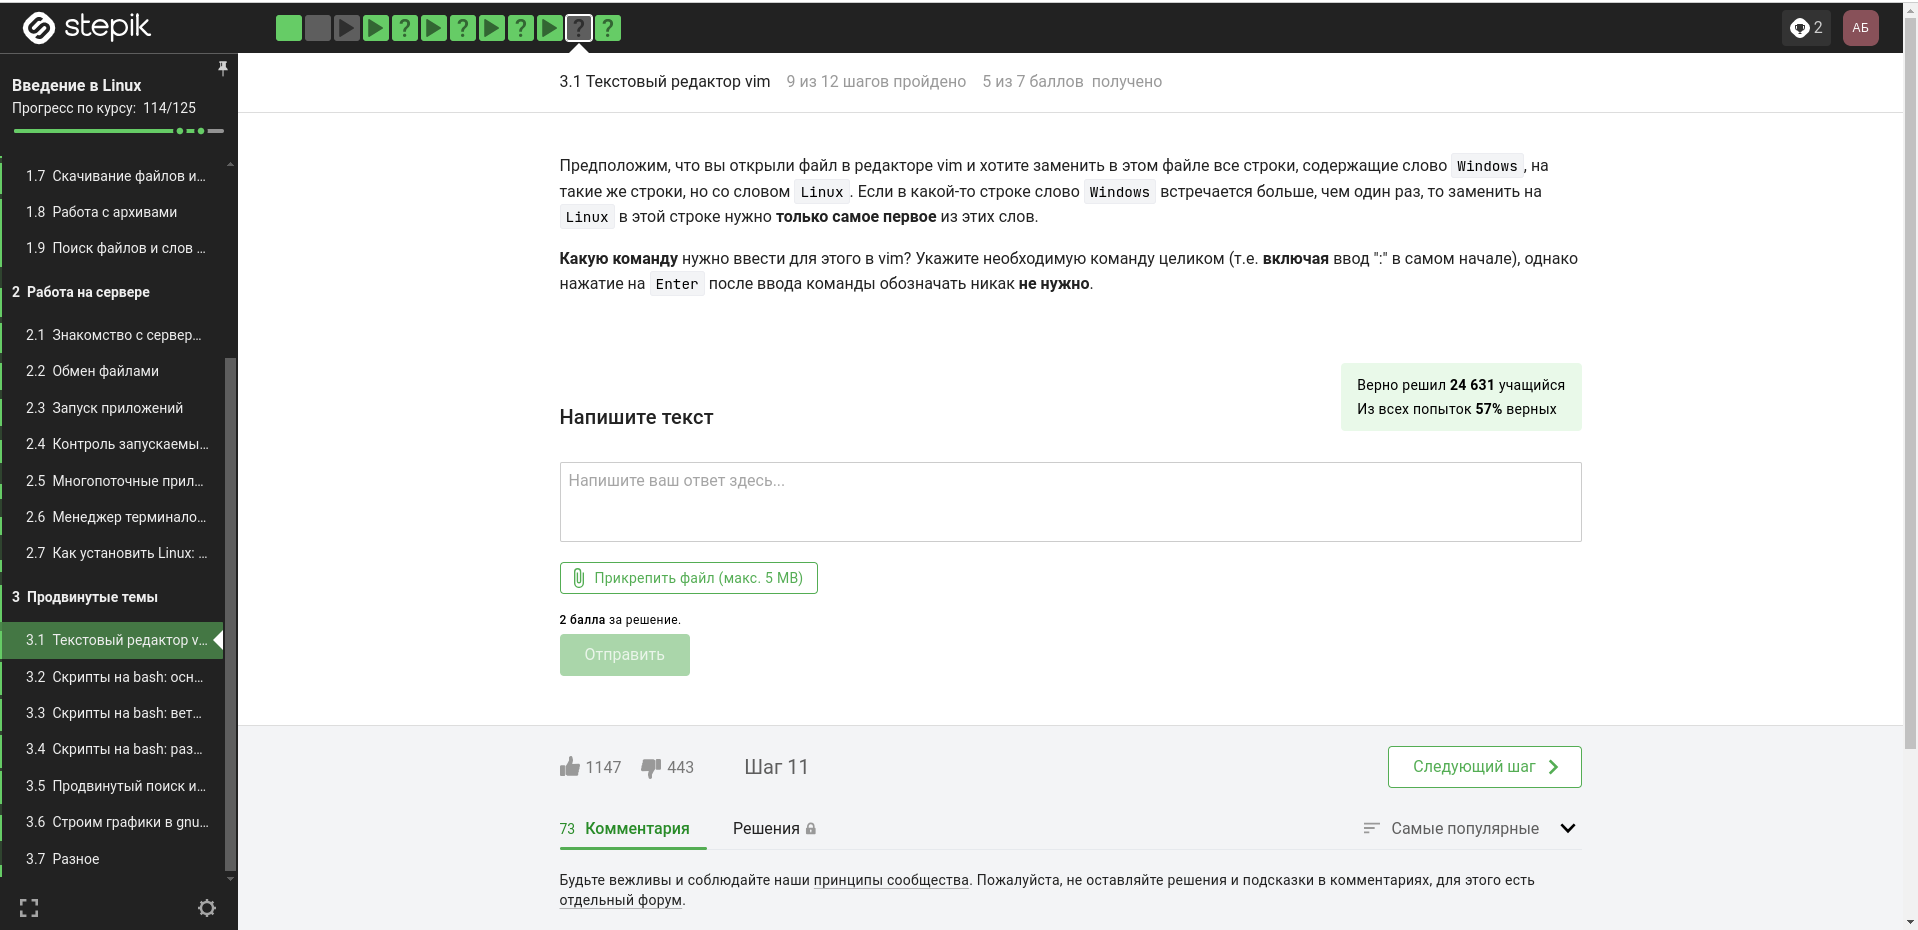 stepik
2
АБ
Введение в Linux
Прогресс по курсу: 114/125
1.7 Скачивание файлов и...
1.8 Работа с архивами
1.9 Поиск файлов и слов ...
2 Работа на сервере
2.1 Знакомство с сервер...
2.2 Обмен файлами
2.3 Запуск приложений
2.4 Контроль запускаемы...
2.5 Многопоточные прил...
2.6 Менеджер терминало...
2.7 Как установить Linux: ...
3 Продвинутые темы
3.1 Текстовый редактор v...
3.2 Скрипты на bash: осн...
3.3 Скрипты на bash: вет...
3.4 Скрипты на bash: раз...
3.5 Продвинутый поиск и...
3.6 Строим графики в gnu...
3.7 Разное
3.1 Текстовый редактор vim 9 из 12 шагов пройдено 5 из 7 баллов получено
Предположим, что вы открыли файл в редакторе vim и хотите заменить в этом файле все строки, содержащие слово Windows, на
такие же строки, но со словом Linux. Если в какой-то строке слово Windows встречается больше, чем один раз, то заменить на
Linux в этой строке нужно только самое первое из этих слов.
Какую команду нужно ввести для этого в vim? Укажите необходимую команду целиком (т.е. включая ввод ":" в самом начале), однако
нажатие на Enter после ввода команды обозначать никак не нужно.
Верно решил 24 631 учащийся
Из всех попыток 57% верных
Напишите текст
Напишите ваш ответ здесь...
Прикрепить файл (макс. 5 MB)
2 балла за решение.
Отправить
1147 443 Шаг 11
Следующий шаг
73 Комментария Решения
Самые популярные
Будьте вежливы и соблюдайте наши принципы сообщества. Пожалуйста, не оставляйте решения и подсказки в комментариях, для этого есть
отдельный форум.